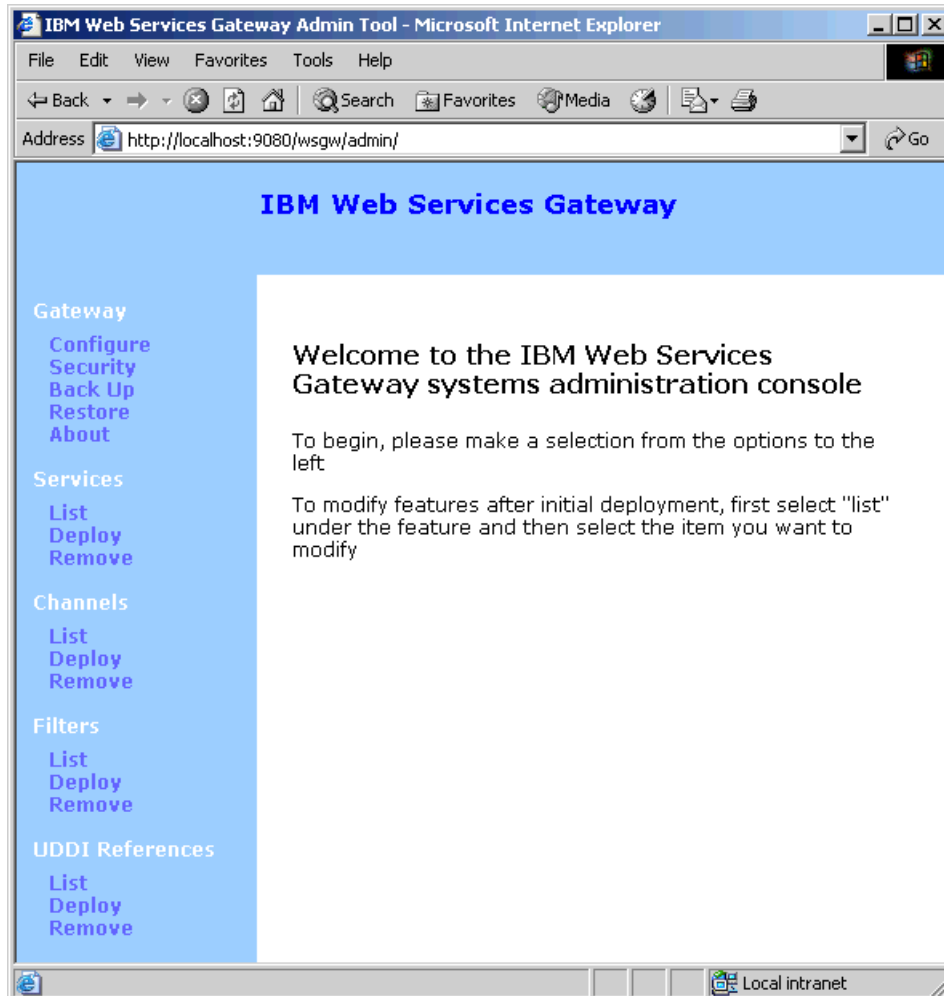 IBM Web Services Gateway Admin Tool - Microsoft Internet Explorer
File Edit View Favorites Tools Help
Back Search Favorites Media
Address http://localhost:9080/wsgw/admin/ Go
IBM Web Services Gateway
Gateway
Configure
Security
Back Up
Restore
About
Services
List
Deploy
Remove
Channels
List
Deploy
Remove
Filters
List
Deploy
Remove
UDDI References
List
Deploy
Remove
Welcome to the IBM Web Services
Gateway systems administration console
To begin, please make a selection from the options to the
left
To modify features after initial deployment, first select "list"
under the feature and then select the item you want to
modify
Local intranet